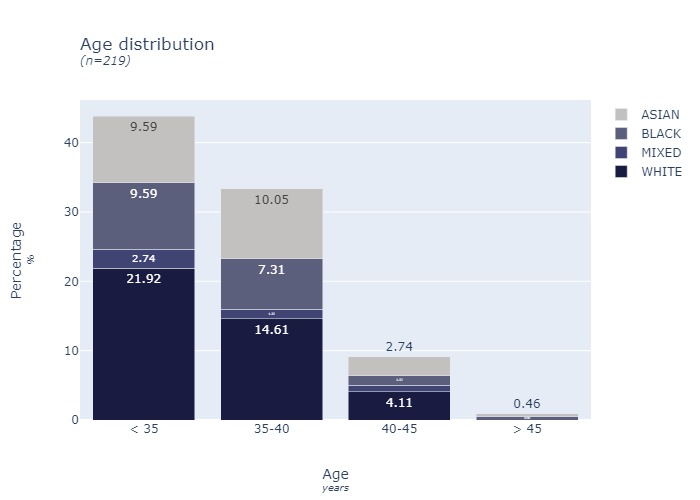 Age distribution
(n=219)
ASIAN
BLACK
MIXED
WHITE
Percentage
%
40
30
20
10
0
9.59
9.59
2.74
21.92
10.05
7.31
14.61
2.74
4.11
0.46
< 35
35-40
40-45
> 45
Age
years